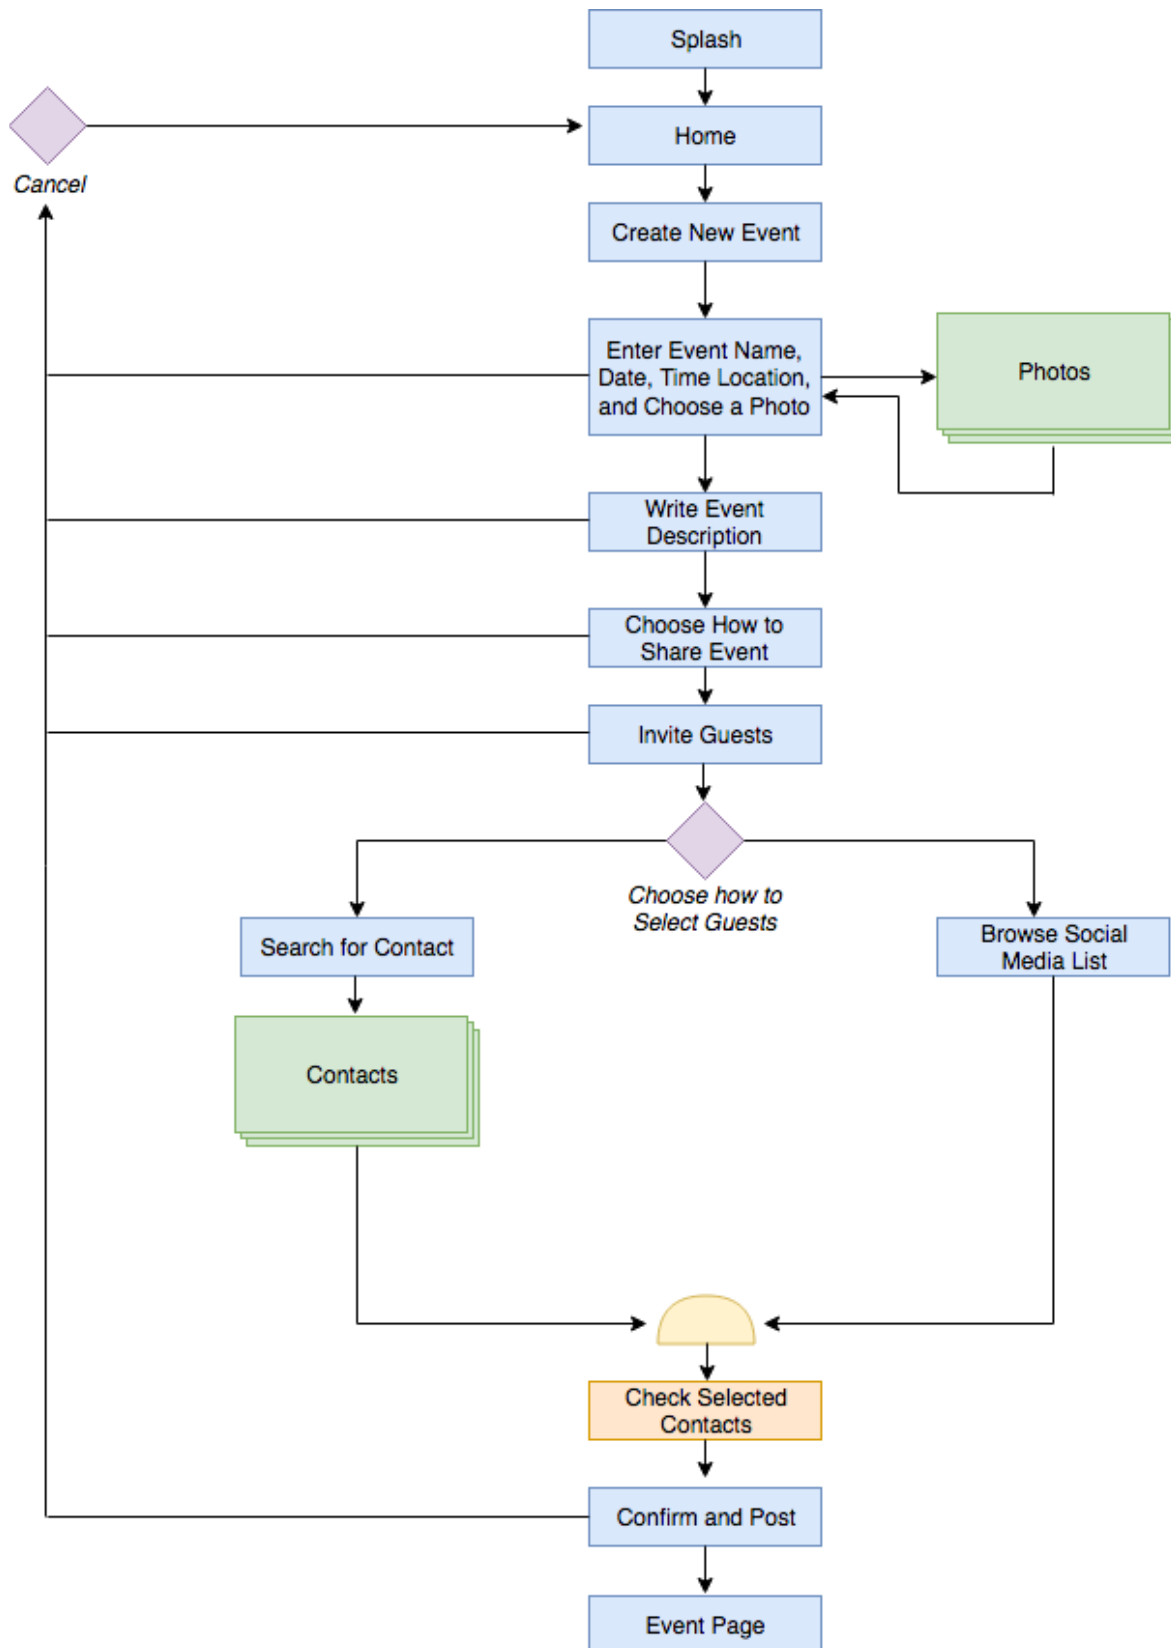 Splash
Home
Cancel
Create New Event
Enter Event Name,
Date, Time Location,
and Choose a Photo
Photos
Write Event
Description
Choose How to
Share Event
Invite Guests
Choose how to
Select Guests
Search for Contact
Browse Social
Media List
Contacts
Check Selected
Contacts
Confirm and Post
Event Page